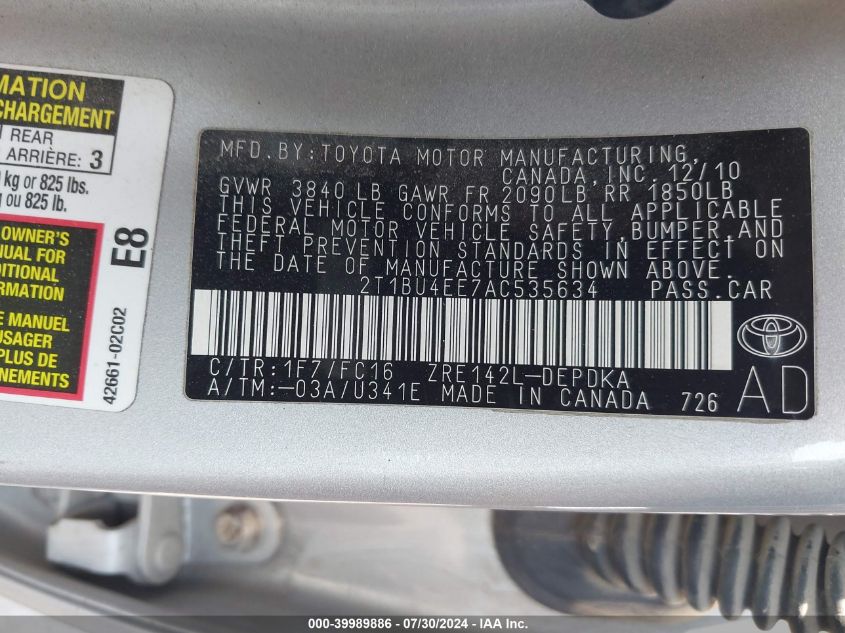 MATION
CHARGEMENT
REAR
ARRIÈRE: 3
kg or 825 lbs.
ou 825 lb.
OWNER'S
NUAL FOR
DITIONAL
ORMATION
E MANUEL
USAGER
PLUS DE
EIGNEMENTS
E8
42661-02C02
MFD.BY:TOYOTA MOTOR MANUFACTURING,
CANADA,INC. 12/10
GVWR 3840 LB GAWR FR 2090LB RR 1850LB
THIS VEHICLE CONFORMS TO ALL APPLICABLE
FEDERAL MOTOR VEHICLE SAFETY,BUMPER,AND
THEFT PREVENTION STANDARDS IN EFFECT ON
THE DATE OF MANUFACTURE SHOWN ABOVE.
2T1BU4EE7AC535634 PASS.CAR
C/TR:1F7/FC16 ZRE142L-DEPDKA
A/TM:-03A/U341E MADE IN CANADA 726
AD
000-39989886 / 07/30/2024 / IAA, Inc.